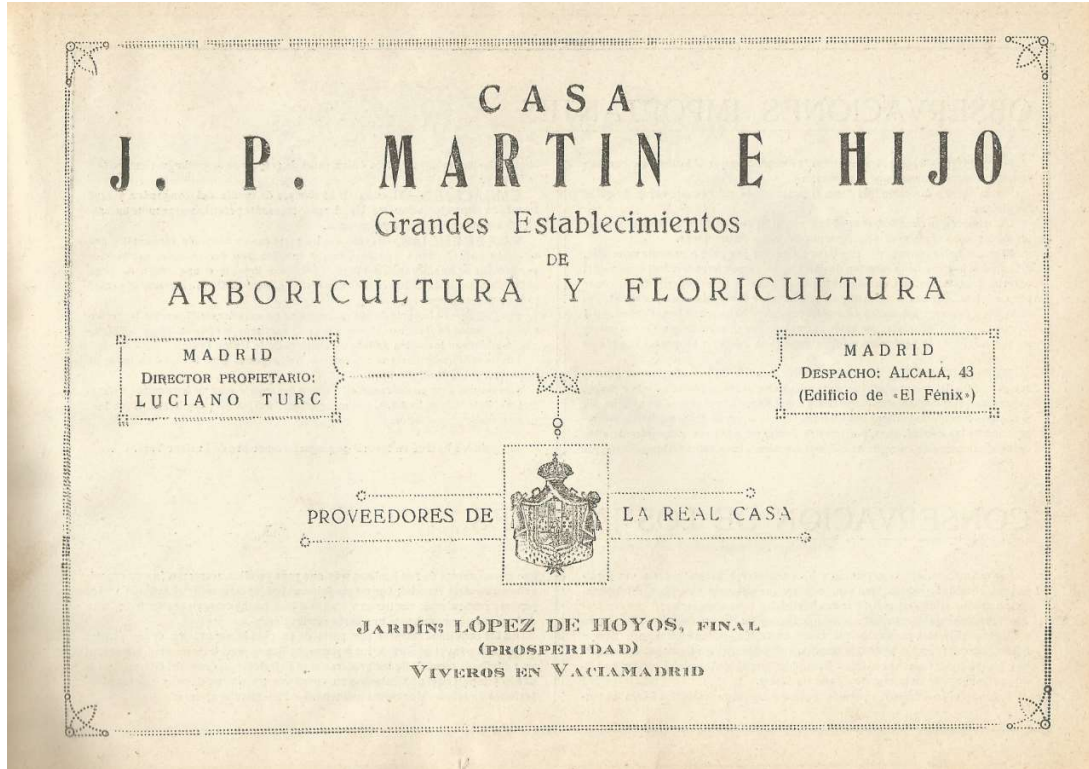 CASA
J. P. MARTIN E HIJO
Grandes Establecimientos
DE
ARBORICULTURA Y FLORICULTURA
MADRID
DIRECTOR PROPIETARIO:
LUCIANO TURC
MADRID
DESPACHO: ALCALÁ, 43
(Edificio de «El Fénix»)
PROVEEDORES DE LA REAL CASA
JARDÍN: LÓPEZ DE HOYOS, FINAL
(PROSPERIDAD)
VIVEROS EN VACIAMADRID